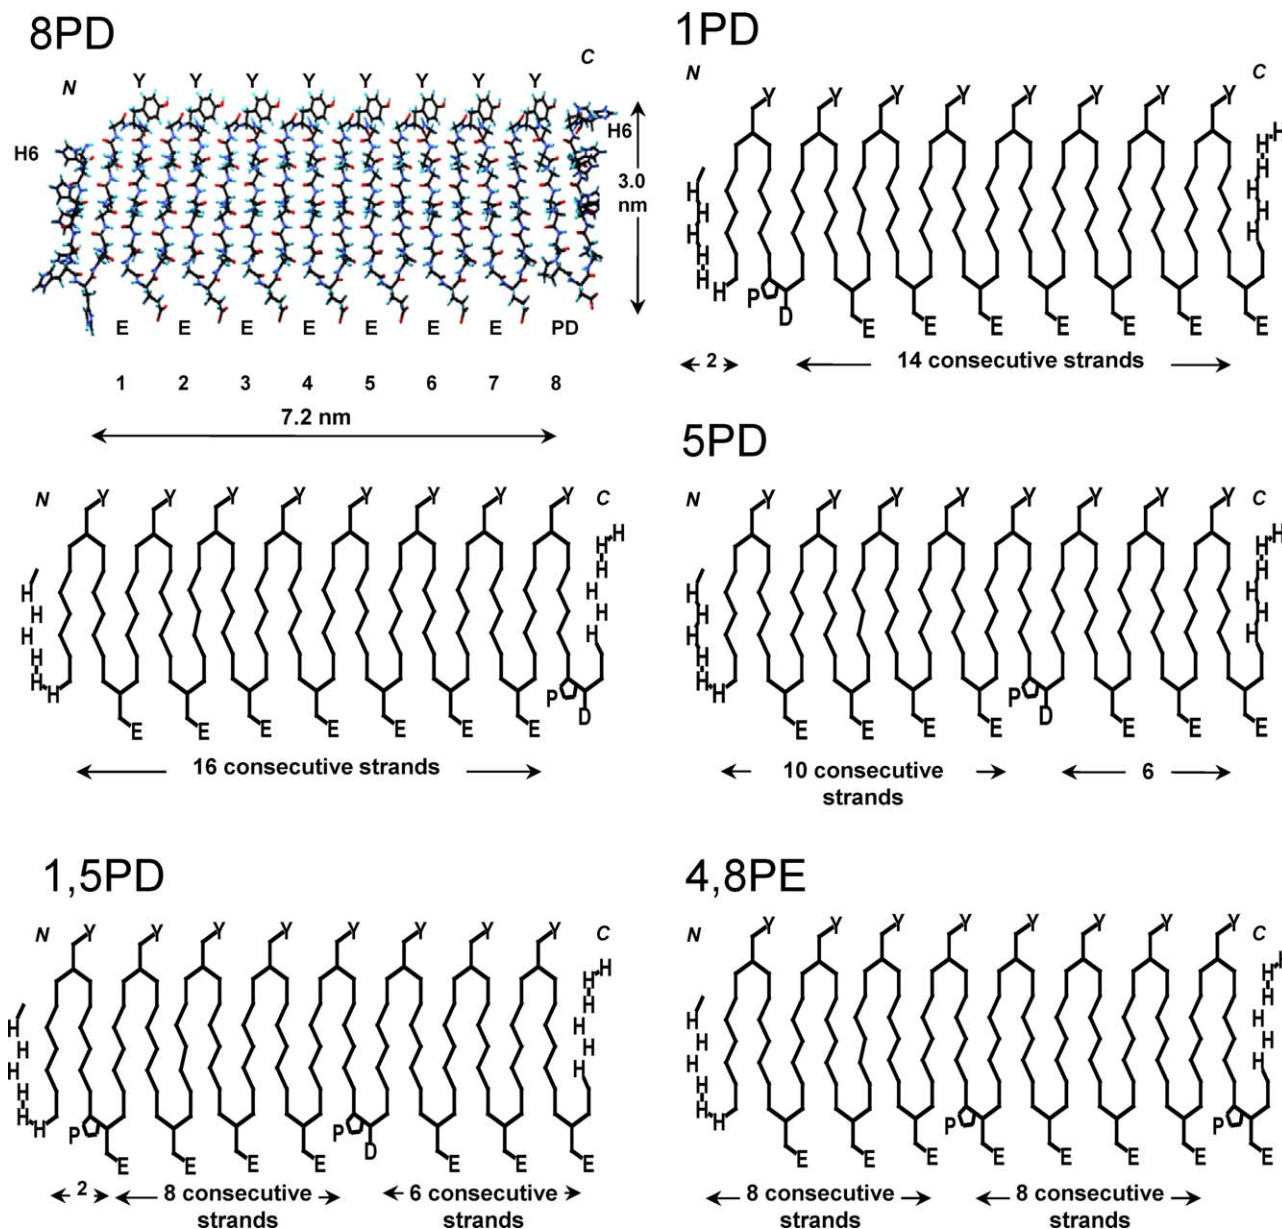 8PD
N
C
Y Y Y Y Y Y Y Y
H6
H6
3.0
nm
E E E E E E E PD
1 2 3 4 5 6 7 8
7.2 nm
N
C
Y Y Y Y Y Y Y Y
H
H
H
H
H
H
H
H
H
H
H
H
P
D
E E E E E E E
16 consecutive strands
1PD
N
C
Y Y Y Y Y Y Y Y
H
H
H
H
H
H
H
H
H
H
H
H
P
D
E E E E E E E
2
14 consecutive strands
5PD
N
C
Y Y Y Y Y Y Y Y
H
H
H
H
H
H
H
H
H
H
H
H
E E E E
P
D
E E E
10 consecutive
strands
6
1,5PD
N
C
Y Y Y Y Y Y Y Y
H
H
H
H
H
H
H
H
H
H
H
H
P
E E E E
P
D
E E E
2
8 consecutive
strands
6 consecutive
strands
4,8PE
N
C
Y Y Y Y Y Y Y Y
H
H
H
H
H
H
H
H
H
H
H
H
E E E
P
E E E E
P
E
8 consecutive
strands
8 consecutive
strands